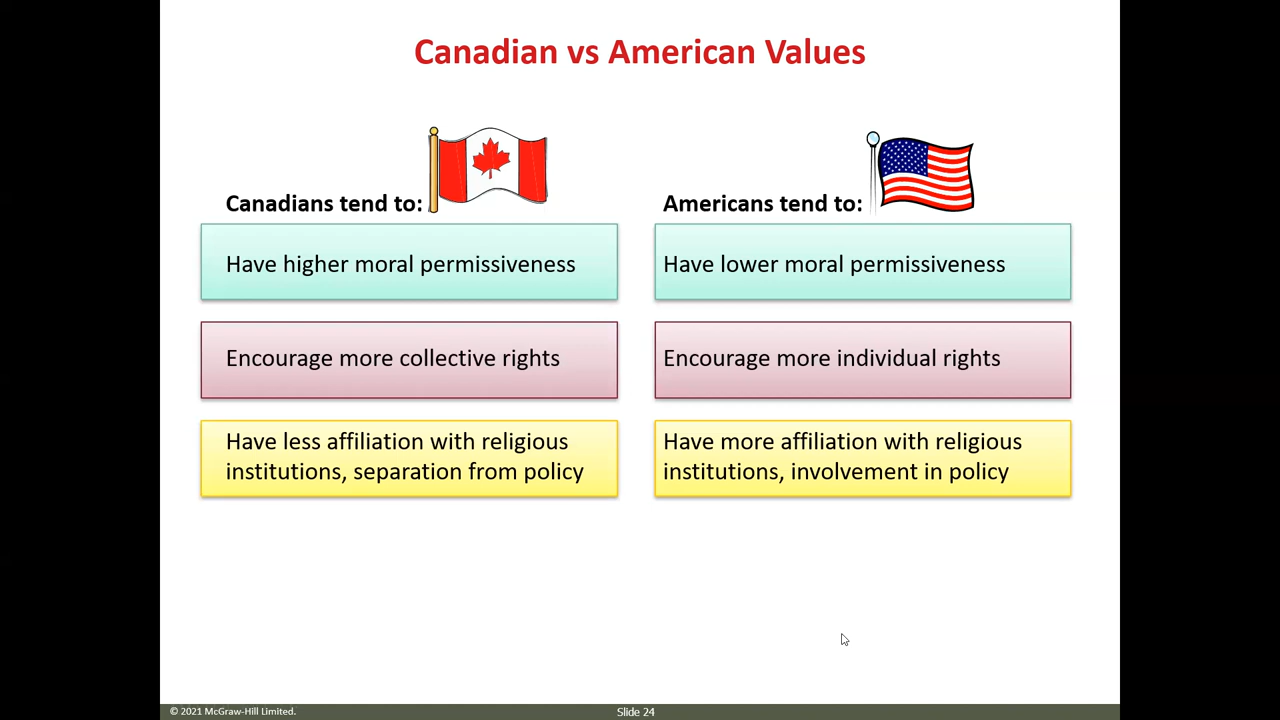 Canadian vs American Values
Canadians tend to:
Have higher moral permissiveness
Encourage more collective rights
Have less affiliation with religious
institutions, separation from policy
Americans tend to:
Have lower moral permissiveness
Encourage more individual rights
Have more affiliation with religious
institutions, involvement in policy
© 2021 McGraw-Hill Limited.
Slide 24